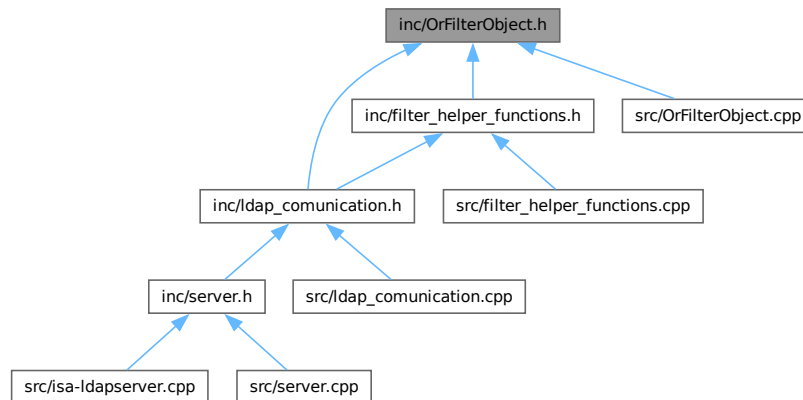 inc/OrFilterObject.h
inc/filter_helper_functions.h
src/OrFilterObject.cpp
inc/ldap_comunication.h
src/filter_helper_functions.cpp
inc/server.h
src/ldap_comunication.cpp
src/isa-ldapserver.cpp
src/server.cpp